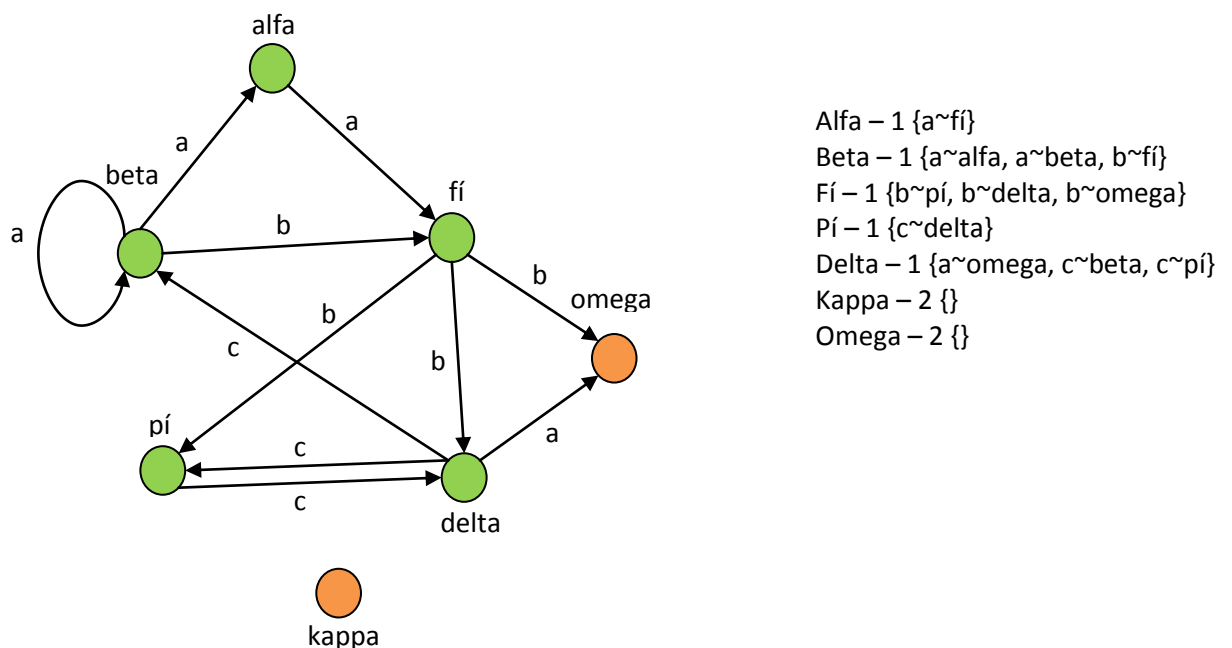 alfa
a
a
beta
fí
a
b
b
omega
b
c
b
pí
a
c
c
delta
kappa
Alfa – 1 {a~fí}
Beta – 1 {a~alfa, a~beta, b~fí}
Fí – 1 {b~pí, b~delta, b~omega}
Pí – 1 {c~delta}
Delta – 1 {a~omega, c~beta, c~pí}
Kappa – 2 {}
Omega – 2 {}